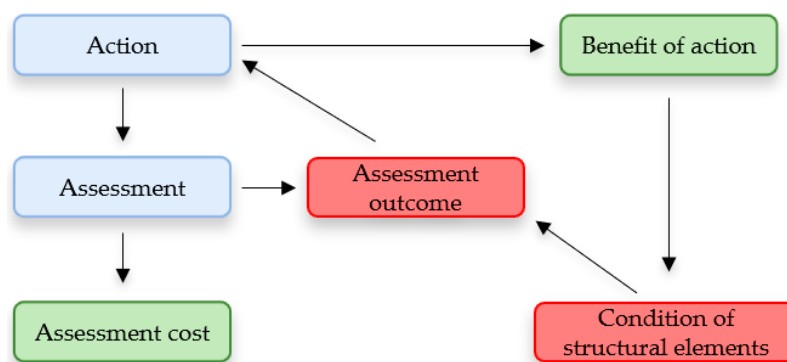 Action
Benefit of action
Assessment
Assessment
outcome
Assessment cost
Condition of
structural elements